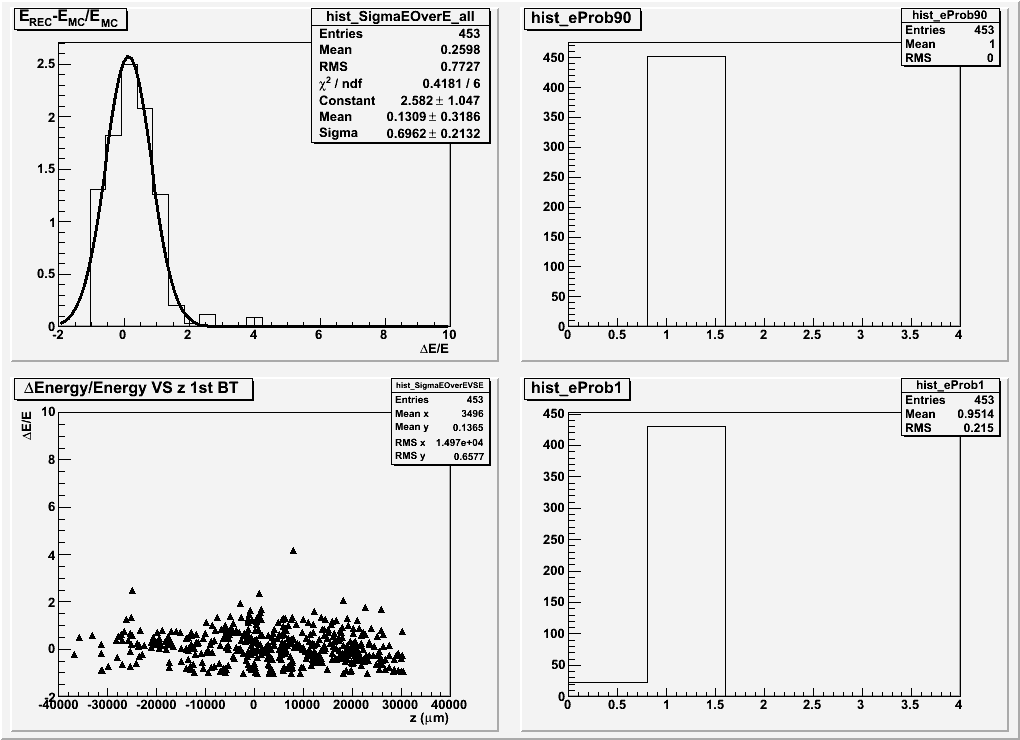 E_REC-E_MC/E_MC
hist_SigmaEOverE_all
Entries 453
Mean 0.2598
RMS 0.7727
χ² / ndf 0.4181 / 6
Constant 2.582 ± 1.047
Mean 0.1309 ± 0.3186
Sigma 0.6962 ± 0.2132
2.5
2
1.5
1
0.5
0
-2 0 2 4 6 8 10
ΔE/E
hist_eProb90
hist_eProb90
Entries 453
Mean 1
RMS 0
450
400
350
300
250
200
150
100
50
0
0 0.5 1 1.5 2 2.5 3 3.5 4
ΔEnergy/Energy VS z 1st BT
hist_SigmaEOverEVSE
Entries 453
Mean x 3496
Mean y 0.1365
RMS x 1.497e+04
RMS y 0.6577
ΔE/E
10
8
6
4
2
0
-2
-40000 -30000 -20000 -10000 0 10000 20000 30000 40000
z (μm)
hist_eProb1
hist_eProb1
Entries 453
Mean 0.9514
RMS 0.215
450
400
350
300
250
200
150
100
50
0
0 0.5 1 1.5 2 2.5 3 3.5 4